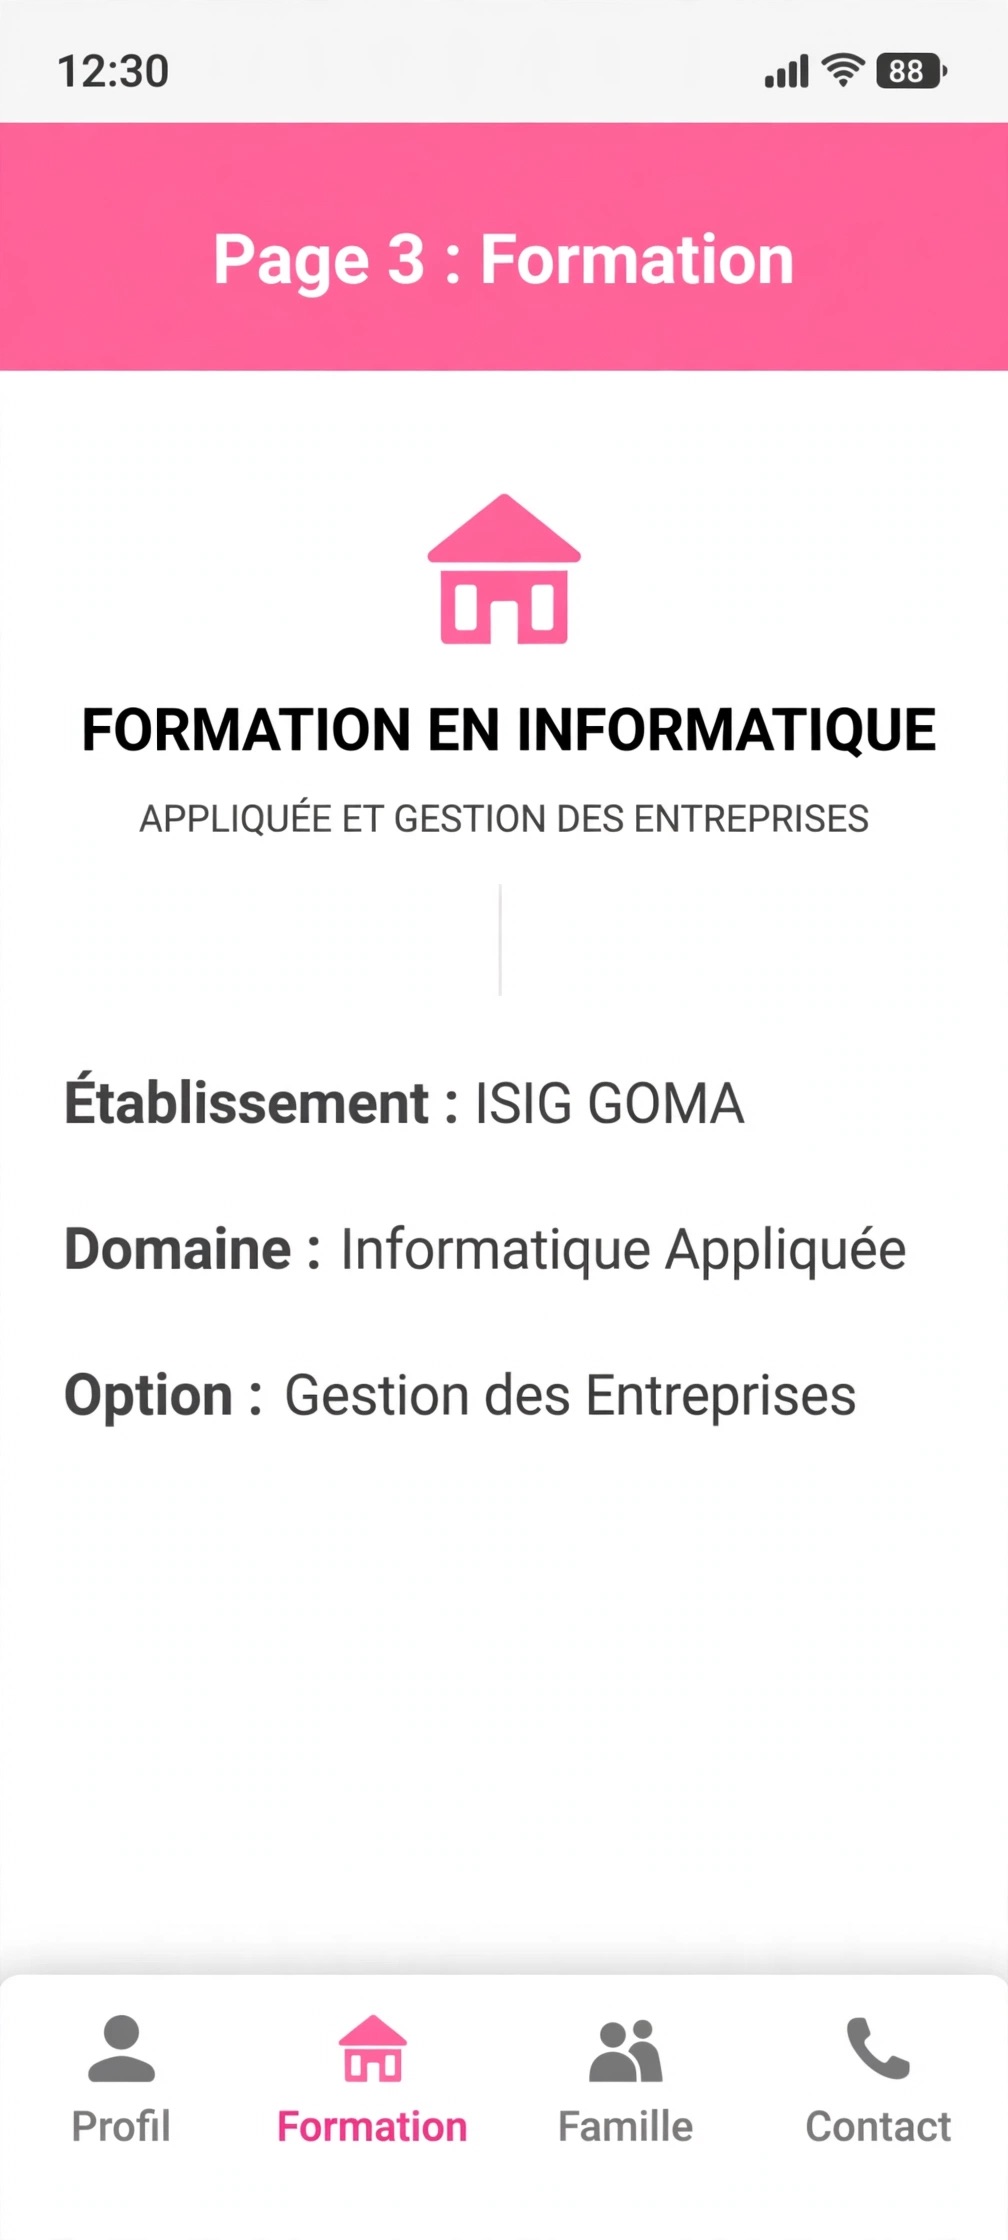 12:30
88
Page 3 : Formation
FORMATION EN INFORMATIQUE
APPLIQUÉE ET GESTION DES ENTREPRISES
Établissement : ISIG GOMA
Domaine : Informatique Appliquée
Option : Gestion des Entreprises
Profil
Formation
Famille
Contact